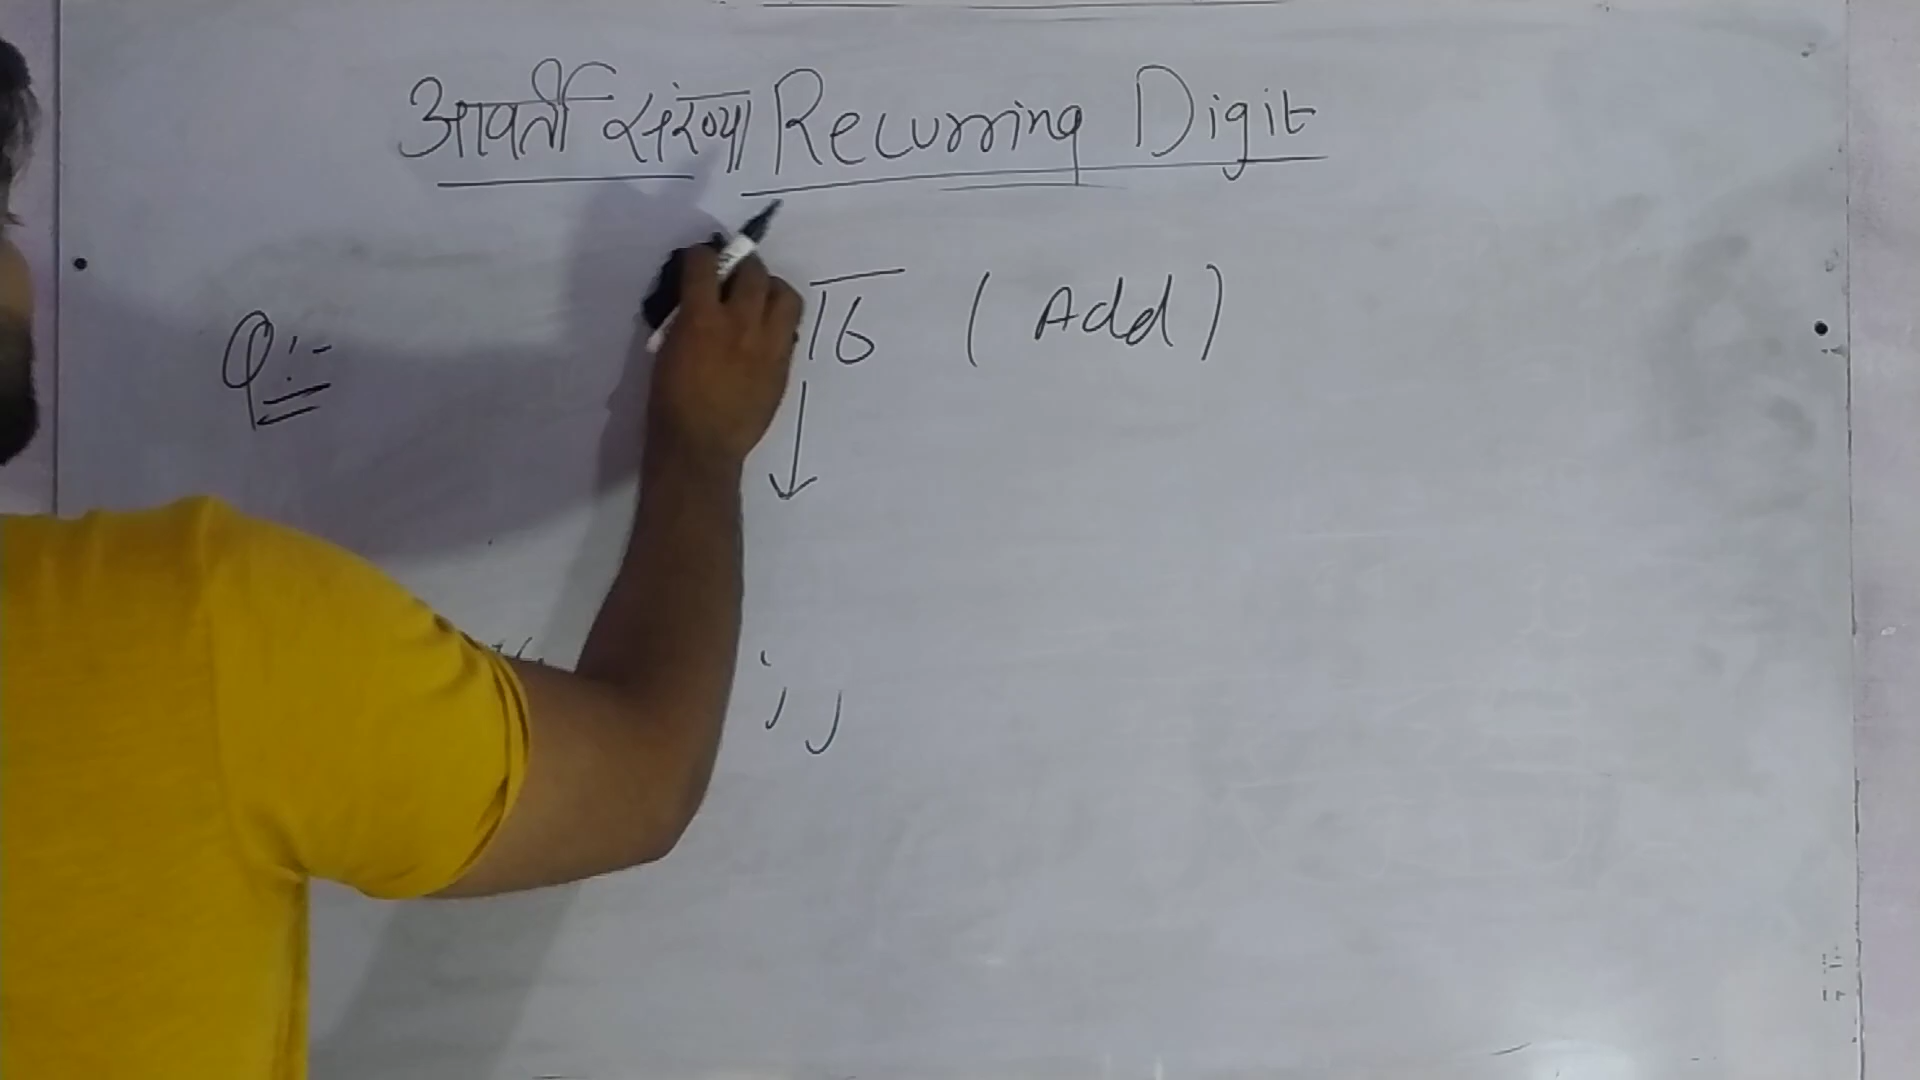 आवर्ती संख्या Recurring Digit
Q:- 16 (Add)